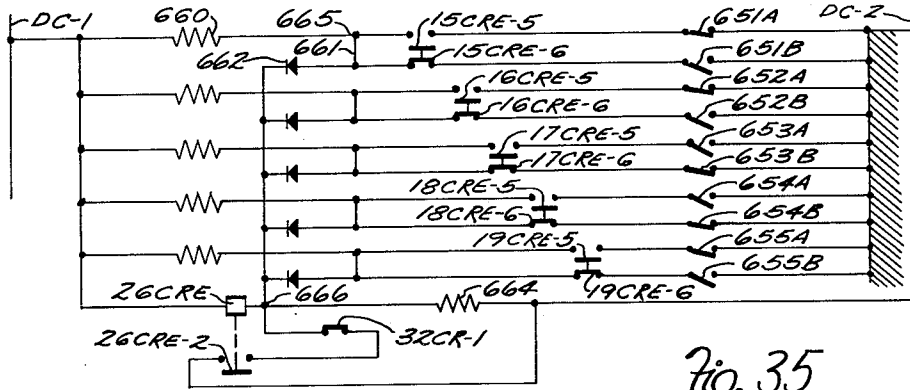 DC-1 660 665 15CRE-5 651A DC-2
662 661 15CRE-6 651B
16CRE-5 652A
16CRE-6 652B
17CRE-5 653A
17CRE-6 653B
18CRE-5 654A
18CRE-6 654B
19CRE-5 655A
655B
26CRE 666 664 19CRE-6
26CRE-2 32CR-1
Fig. 35